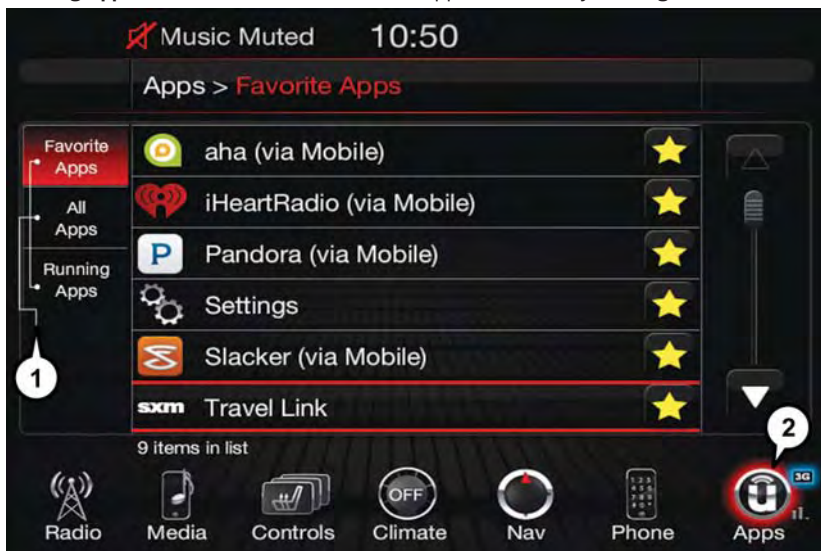 Music Muted 10:50
Apps > Favorite Apps
Favorite
Apps
All
Apps
Running
Apps
aha (via Mobile)
iHeartRadio (via Mobile)
P Pandora (via Mobile)
Settings
Slacker (via Mobile)
sxm Travel Link
9 items in list
1
2
3G
OFF
Radio Media Controls Climate Nav Phone Apps